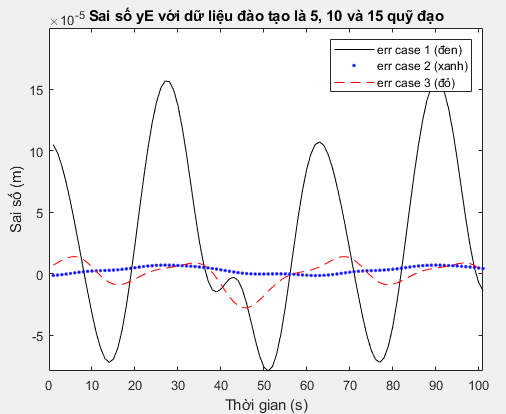 Sai số yE với dữ liệu đào tạo là 5, 10 và 15 quỹ đạo
×10⁻⁵
err case 1 (đen)
err case 2 (xanh)
err case 3 (đỏ)
15
10
5
0
-5
Sai số (m)
0 10 20 30 40 50 60 70 80 90 100
Thời gian (s)